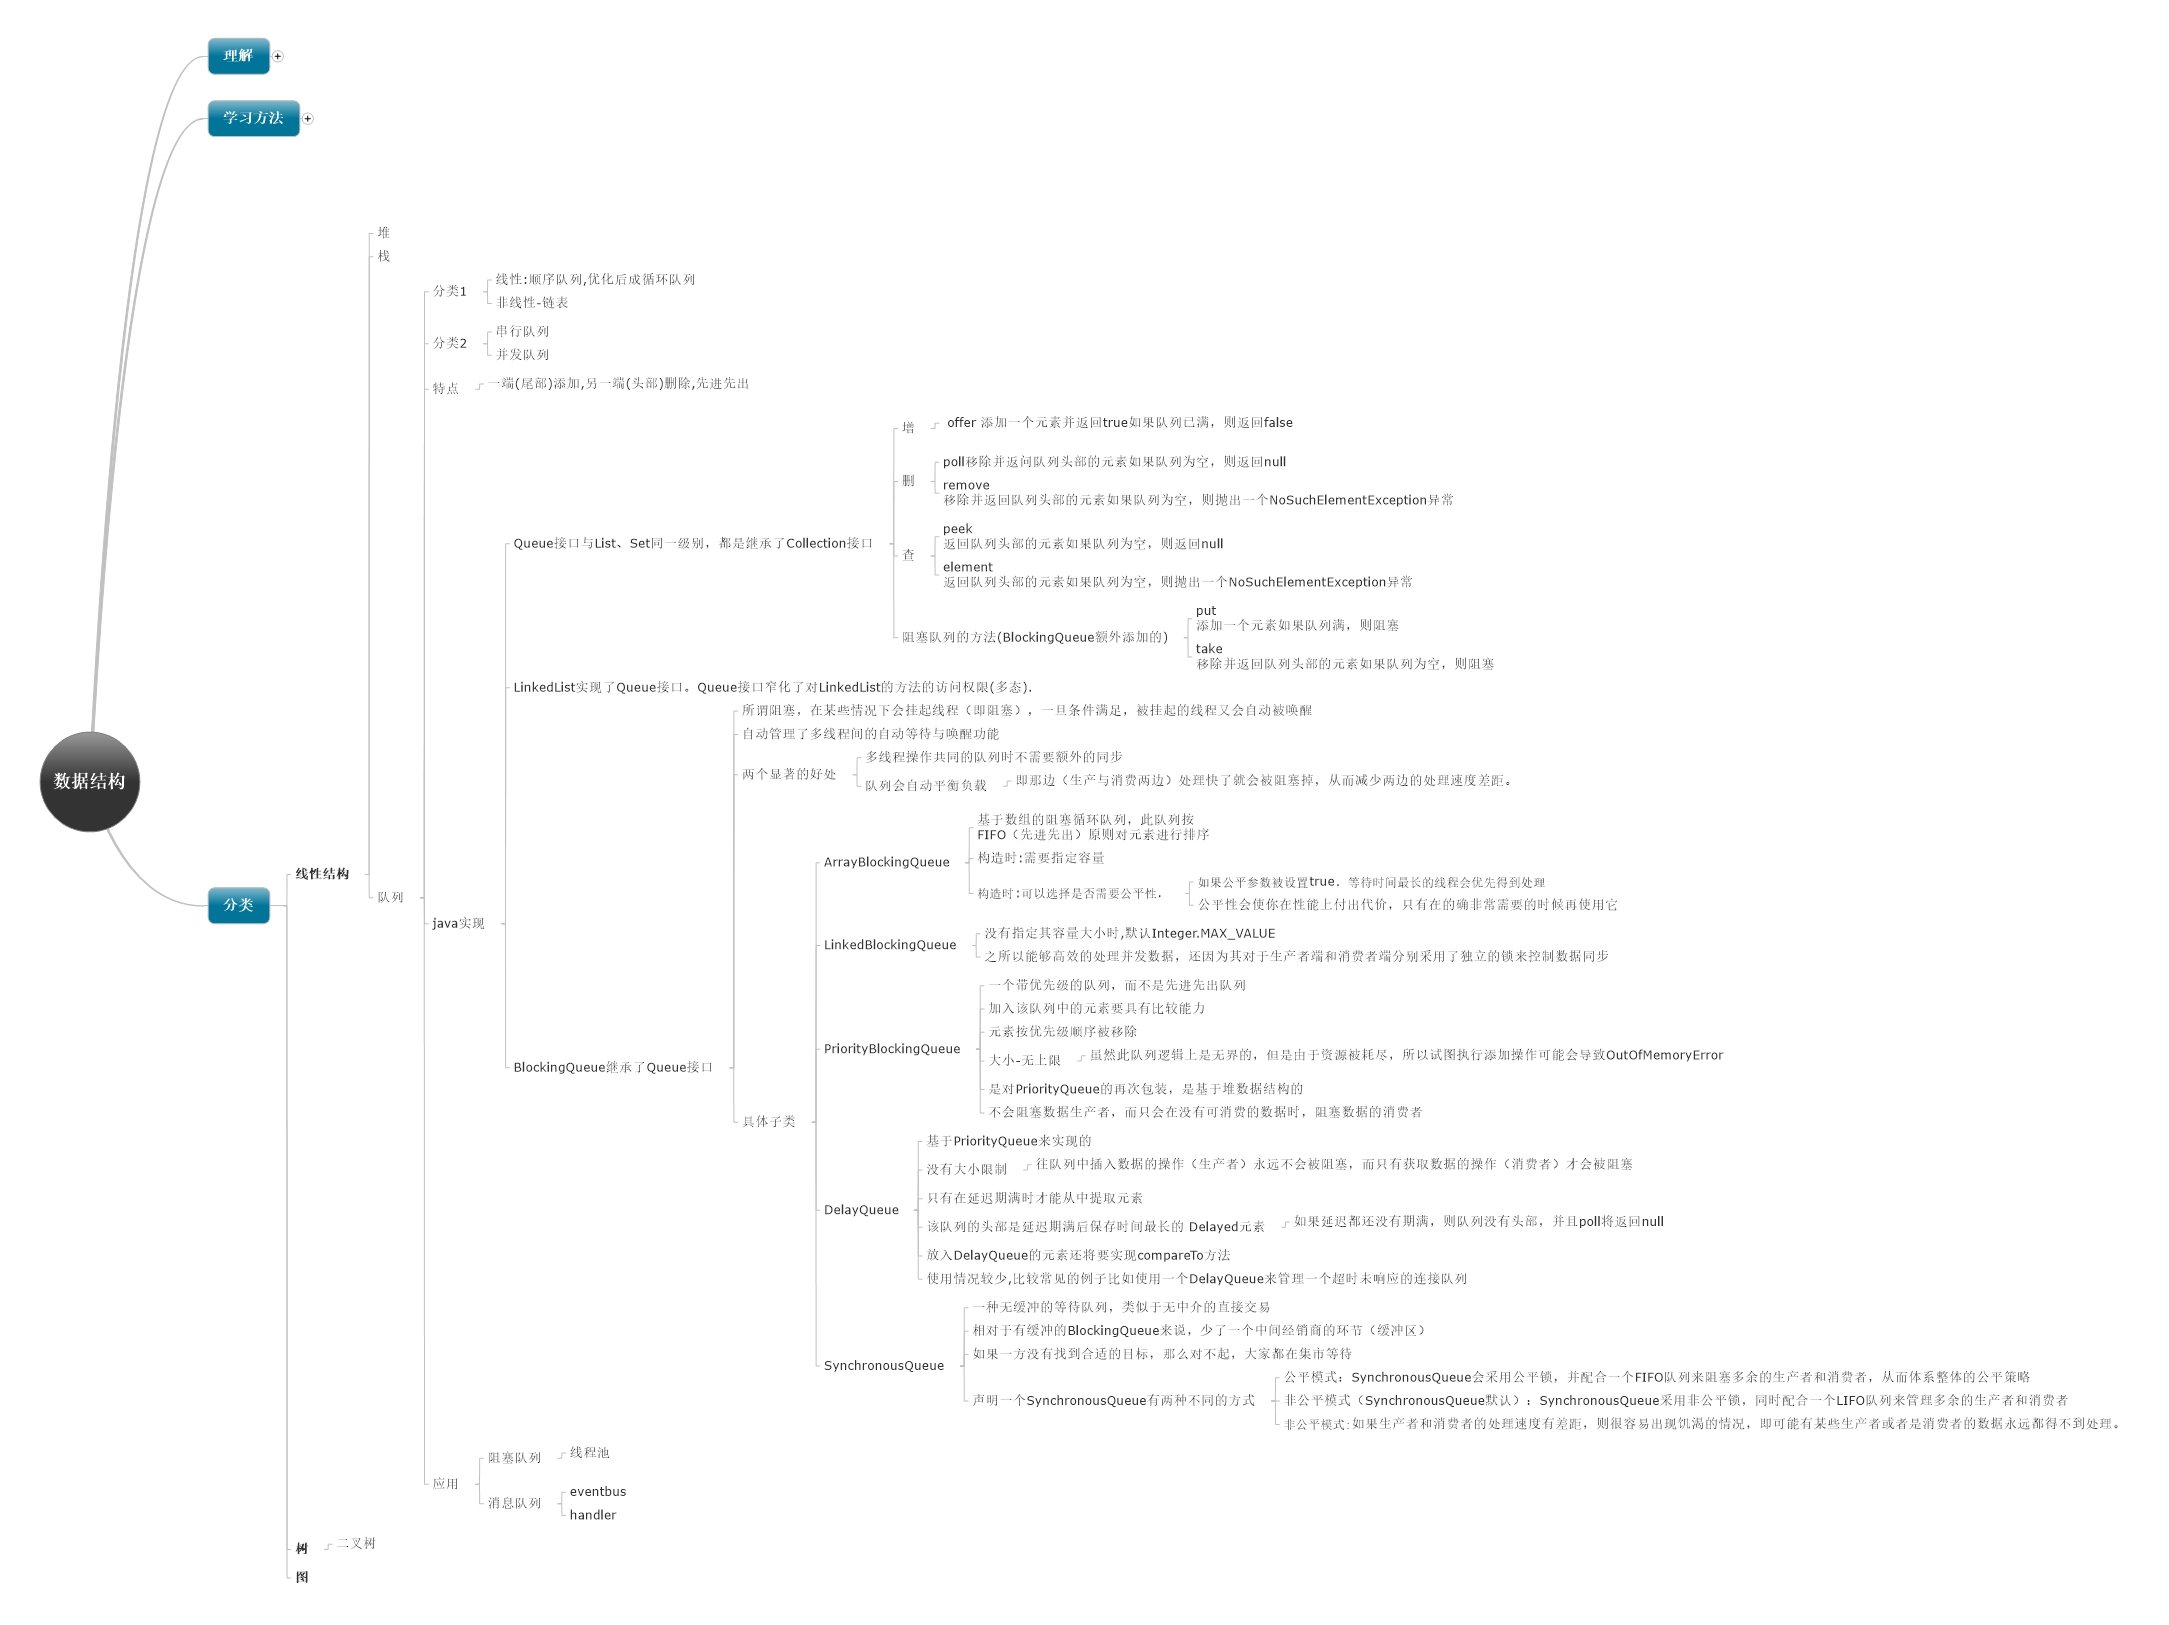 理解
学习方法
堆
栈
线性:顺序队列,优化后成循环队列
分类1
非线性-链表
串行队列
分类2
并发队列
一端(尾部)添加,另一端(头部)删除,先进先出
特点
offer 添加一个元素并返回true如果队列已满，则返回false
增
poll移除并返问队列头部的元素如果队列为空，则返回null
删
remove
移除并返回队列头部的元素如果队列为空，则抛出一个NoSuchElementException异常
peek
返回队列头部的元素如果队列为空，则返回null
Queue接口与List、Set同一级别，都是继承了Collection接口
查
element
返回队列头部的元素如果队列为空，则抛出一个NoSuchElementException异常
put
添加一个元素如果队列满，则阻塞
阻塞队列的方法(BlockingQueue额外添加的)
take
移除并返回队列头部的元素如果队列为空，则阻塞
LinkedList实现了Queue接口。Queue接口窄化了对LinkedList的方法的访问权限(多态).
所谓阻塞，在某些情况下会挂起线程（即阻塞），一旦条件满足，被挂起的线程又会自动被唤醒
自动管理了多线程间的自动等待与唤醒功能
多线程操作共同的队列时不需要额外的同步
两个显著的好处
队列会自动平衡负载
即那边（生产与消费两边）处理快了就会被阻塞掉，从而减少两边的处理速度差距。
数据结构
基于数组的阻塞循环队列，此队列按
FIFO（先进先出）原则对元素进行排序
ArrayBlockingQueue
构造时:需要指定容量
构造时:可以选择是否需要公平性.
如果公平参数被设置true. 等待时间最长的线程会优先得到处理
公平性会使你在性能上付出代价，只有在的确非常需要的时候再使用它
线性结构
队列
分类
java实现
没有指定其容量大小时,默认Integer.MAX_VALUE
LinkedBlockingQueue
之所以能够高效的处理并发数据，还因为其对于生产者端和消费者端分别采用了独立的锁来控制数据同步
一个带优先级的队列，而不是先进先出队列
加入该队列中的元素要具有比较能力
元素按优先级顺序被移除
PriorityBlockingQueue
大小-无上限
虽然此队列逻辑上是无界的，但是由于资源被耗尽，所以试图执行添加操作可能会导致OutOfMemoryError
BlockingQueue继承了Queue接口
是对PriorityQueue的再次包装，是基于堆数据结构的
不会阻塞数据生产者，而只会在没有可消费的数据时，阻塞数据的消费者
具体子类
基于PriorityQueue来实现的
没有大小限制
往队列中插入数据的操作（生产者）永远不会被阻塞，而只有获取数据的操作（消费者）才会被阻塞
只有在延迟期满时才能从中提取元素
DelayQueue
该队列的头部是延迟期满后保存时间最长的 Delayed元素
如果延迟都还没有期满，则队列没有头部，并且poll将返回null
放入DelayQueue的元素还将要实现compareTo方法
使用情况较少,比较常见的例子比如使用一个DelayQueue来管理一个超时未响应的连接队列
一种无缓冲的等待队列，类似于无中介的直接交易
相对于有缓冲的BlockingQueue来说，少了一个中间经销商的环节（缓冲区）
如果一方没有找到合适的目标，那么对不起，大家都在集市等待
SynchronousQueue
声明一个SynchronousQueue有两种不同的方式
公平模式：SynchronousQueue会采用公平锁，并配合一个FIFO队列来阻塞多余的生产者和消费者，从而体系整体的公平策略
非公平模式（SynchronousQueue默认）：SynchronousQueue采用非公平锁，同时配合一个LIFO队列来管理多余的生产者和消费者
非公平模式:如果生产者和消费者的处理速度有差距，则很容易出现饥渴的情况，即可能有某些生产者或者是消费者的数据永远都得不到处理。
阻塞队列
线程池
应用
消息队列
eventbus
handler
树
二叉树
图